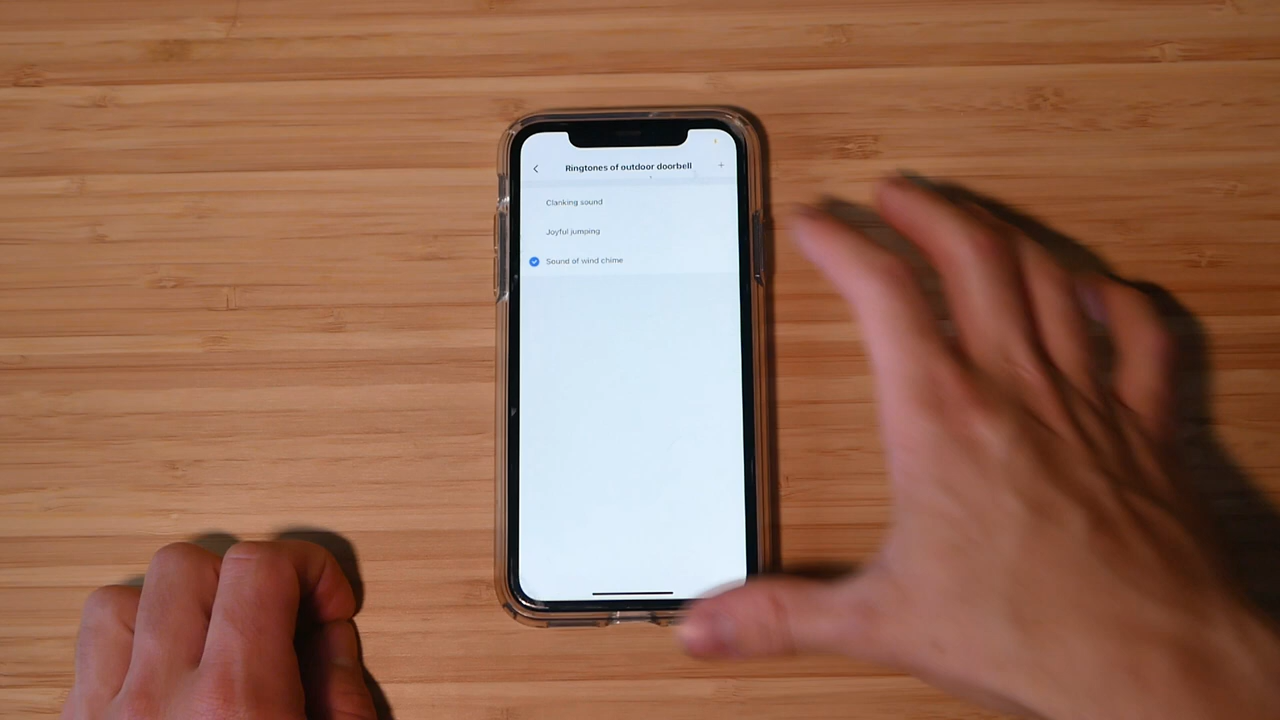 Ringtones of outdoor doorbell
Clanking sound
Joyful jumping
Sound of wind chime